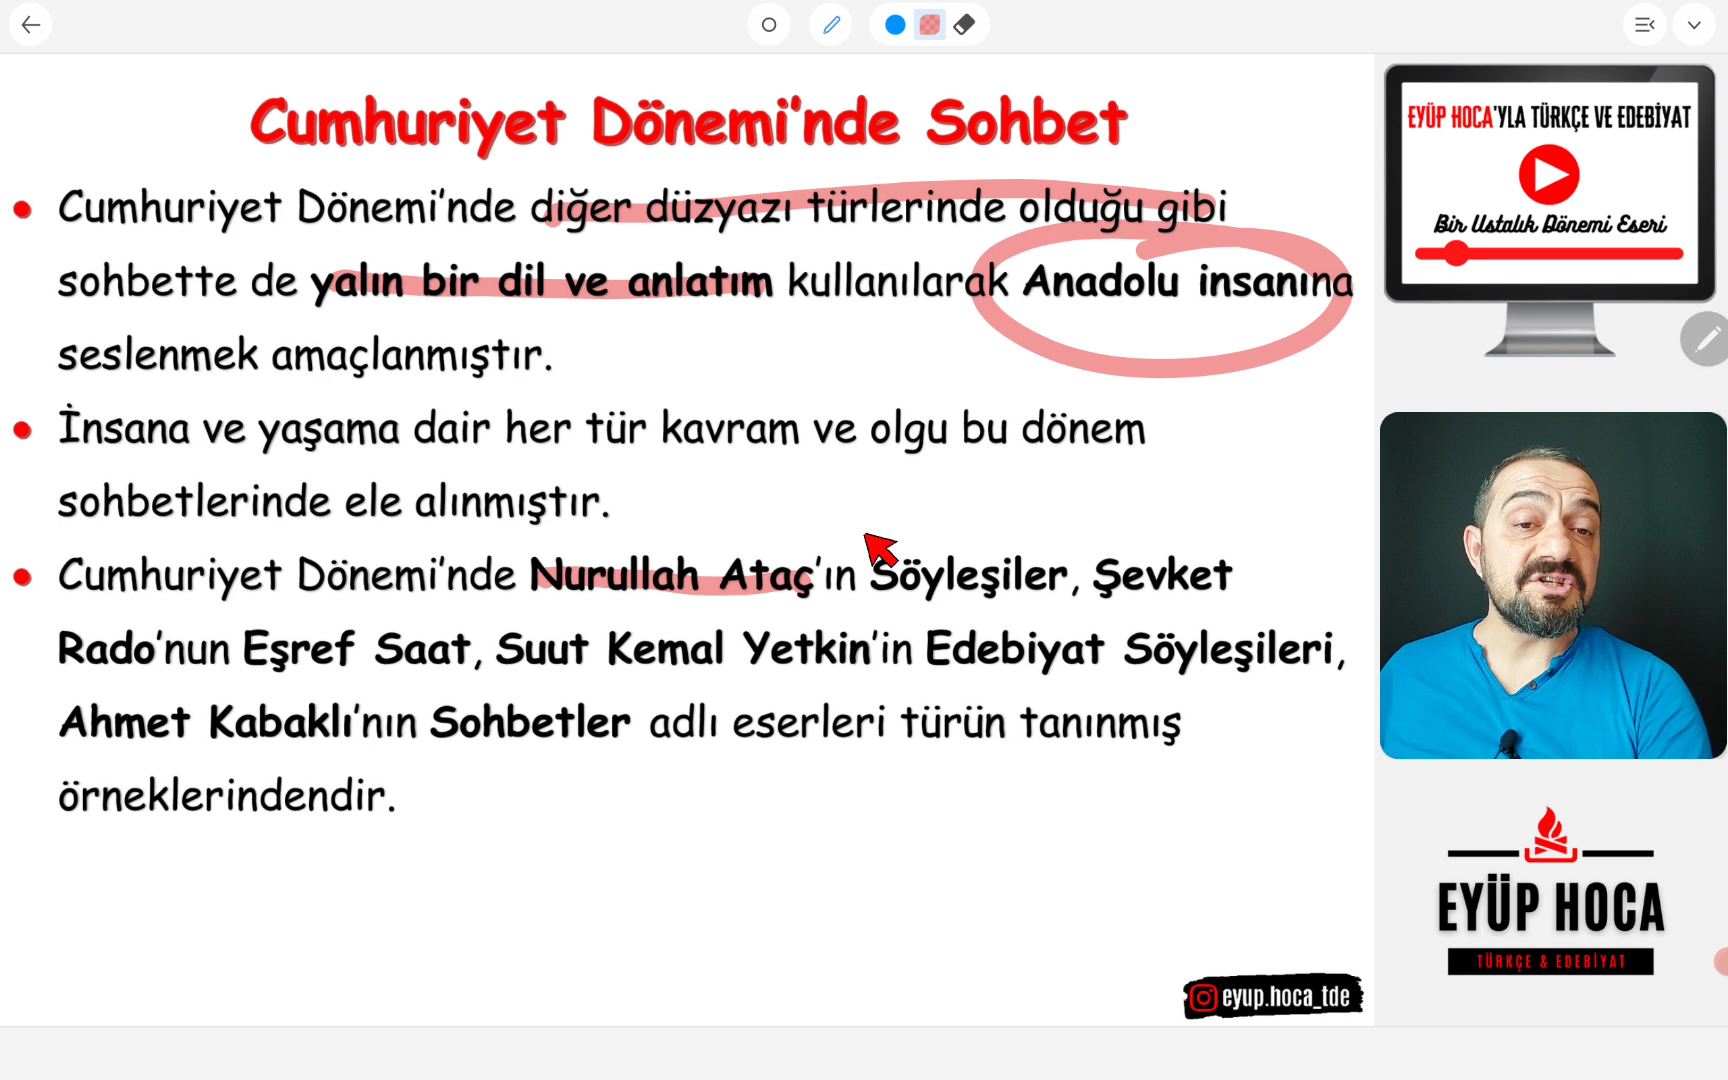 Cumhuriyet Dönemi'nde Sohbet
Cumhuriyet Dönemi'nde diğer düzyazı türlerinde olduğu gibi
sohbette de yalın bir dil ve anlatım kullanılarak Anadolu insanına
seslenmek amaçlanmıştır.
İnsana ve yaşama dair her tür kavram ve olgu bu dönem
sohbetlerinde ele alınmıştır.
Cumhuriyet Dönemi'nde Nurullah Ataç'ın Söyleşiler, Şevket
Rado'nun Eşref Saat, Suut Kemal Yetkin'in Edebiyat Söyleşileri,
Ahmet Kabaklı'nın Sohbetler adlı eserleri türün tanınmış
örneklerindendir.
eyup.hoca_tde
EYÜP HOCA'YLA TÜRKÇE VE EDEBİYAT
Bir Ustalık Dönemi Eseri
EYÜP HOCA
TÜRKÇE & EDEBİYAT